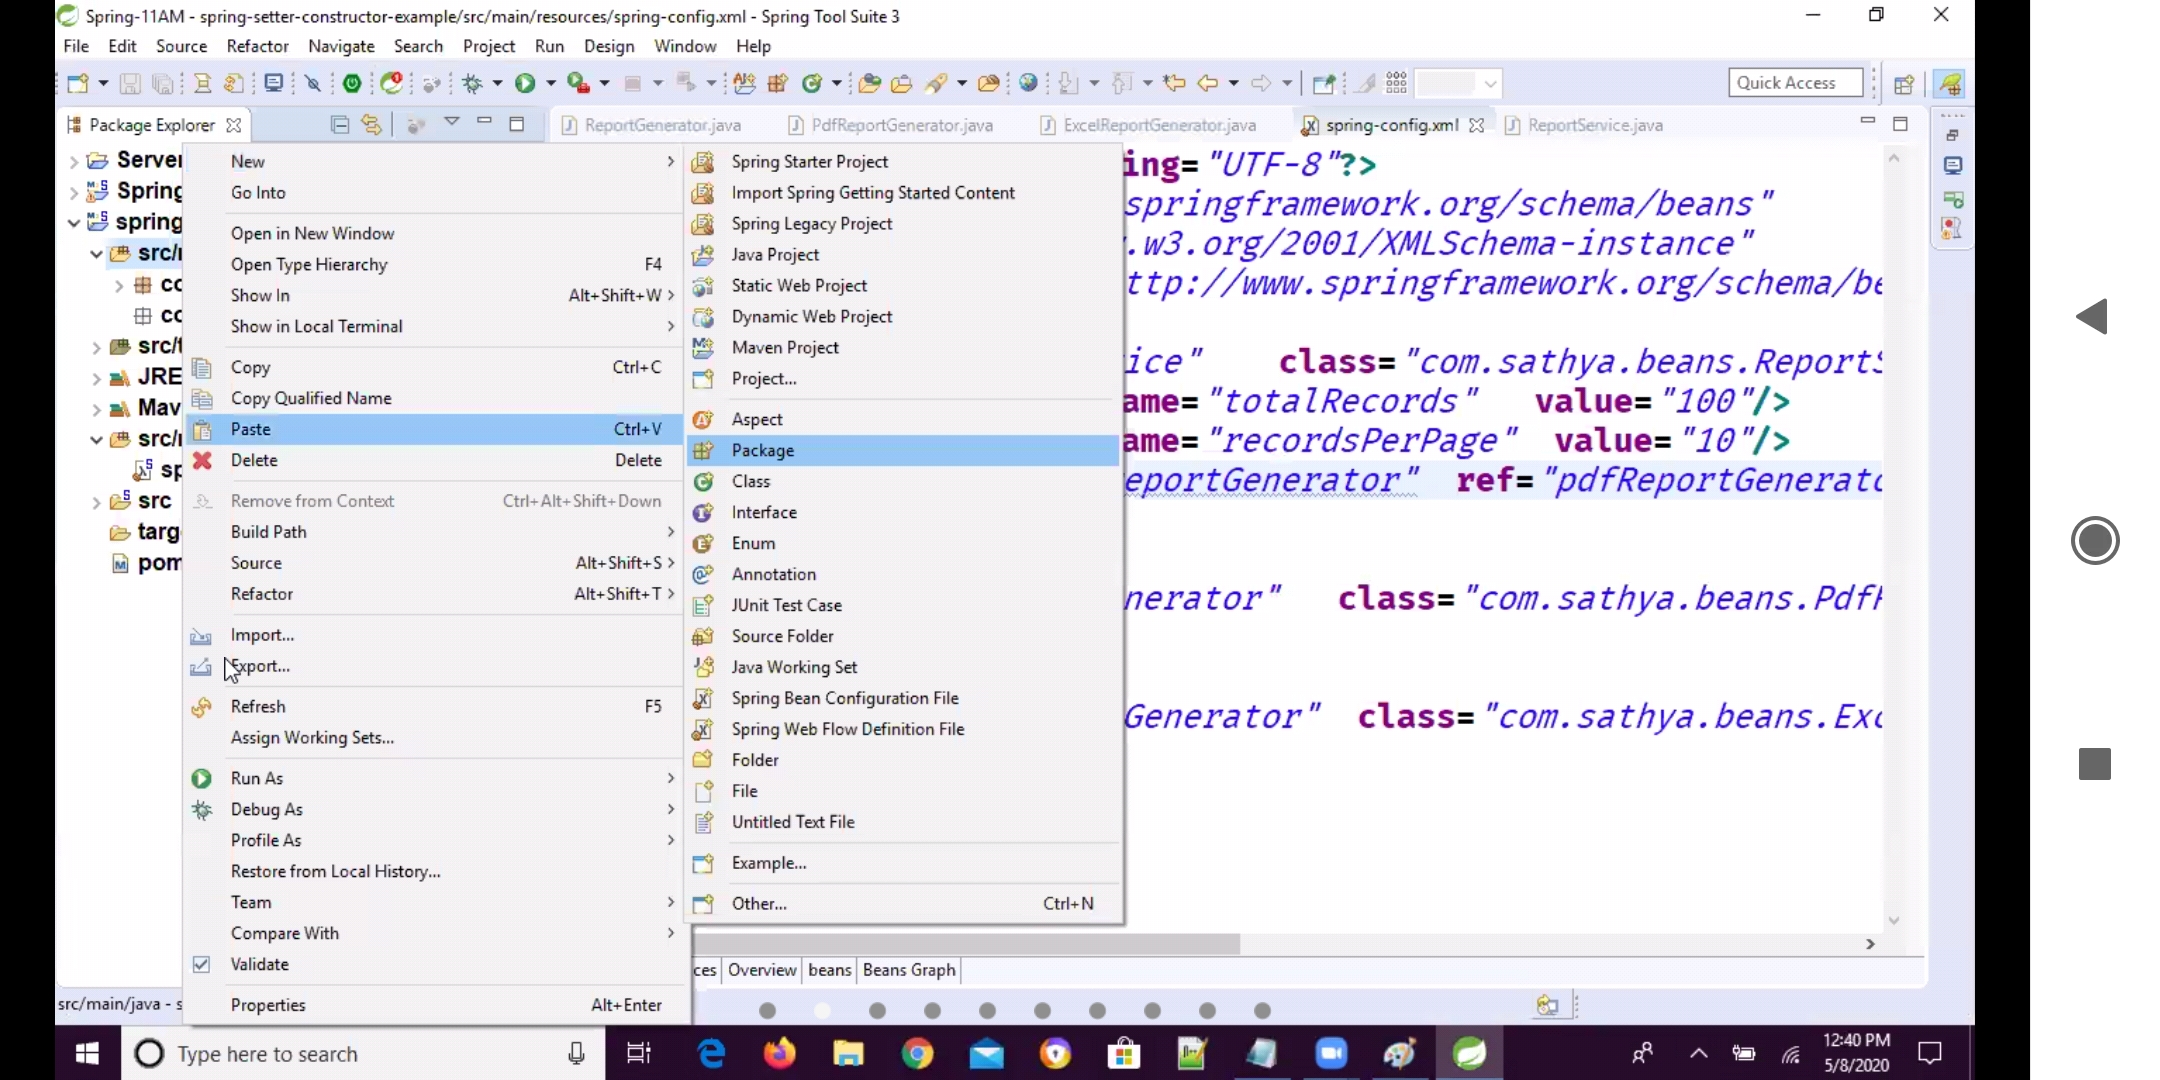 Spring-11AM - spring-setter-constructor-example/src/main/resources/spring-config.xml - Spring Tool Suite 3
File Edit Source Refactor Navigate Search Project Run Design Window Help
Quick Access
Package Explorer
ReportGenerator.java PdfReportGenerator.java ExcelReportGenerator.java spring-config.xml ReportService.java
Server
Spring
spring
src/
src/
JRE
Mav
src/
src
targ
pom
New
Go Into
Open in New Window
Open Type Hierarchy F4
Show In Alt+Shift+W
Show in Local Terminal
Copy Ctrl+C
Copy Qualified Name
Paste Ctrl+V
Delete Delete
Remove from Context Ctrl+Alt+Shift+Down
Build Path
Source Alt+Shift+S
Refactor Alt+Shift+T
Import...
Export...
Refresh F5
Assign Working Sets...
Run As
Debug As
Profile As
Restore from Local History...
Team
Compare With
Validate
Properties Alt+Enter
Spring Starter Project
Import Spring Getting Started Content
Spring Legacy Project
Java Project
Static Web Project
Dynamic Web Project
Maven Project
Project...
Aspect
Package
Class
Interface
Enum
Annotation
JUnit Test Case
Source Folder
Java Working Set
Spring Bean Configuration File
Spring Web Flow Definition File
Folder
File
Untitled Text File
Example...
Other... Ctrl+N
ing="UTF-8"?>
springframework.org/schema/beans"
.w3.org/2001/XMLSchema-instance"
ttp://www.springframework.org/schema/be
ice" class="com.sathya.beans.ReportS
ame="totalRecords" value="100"/>
ame="recordsPerPage" value="10"/>
eportGenerator" ref="pdfReportGenerato
nerator" class="com.sathya.beans.Pdf
Generator" class="com.sathya.beans.Exc
ces Overview beans Beans Graph
src/main/java - s
Type here to search
12:40 PM
5/8/2020